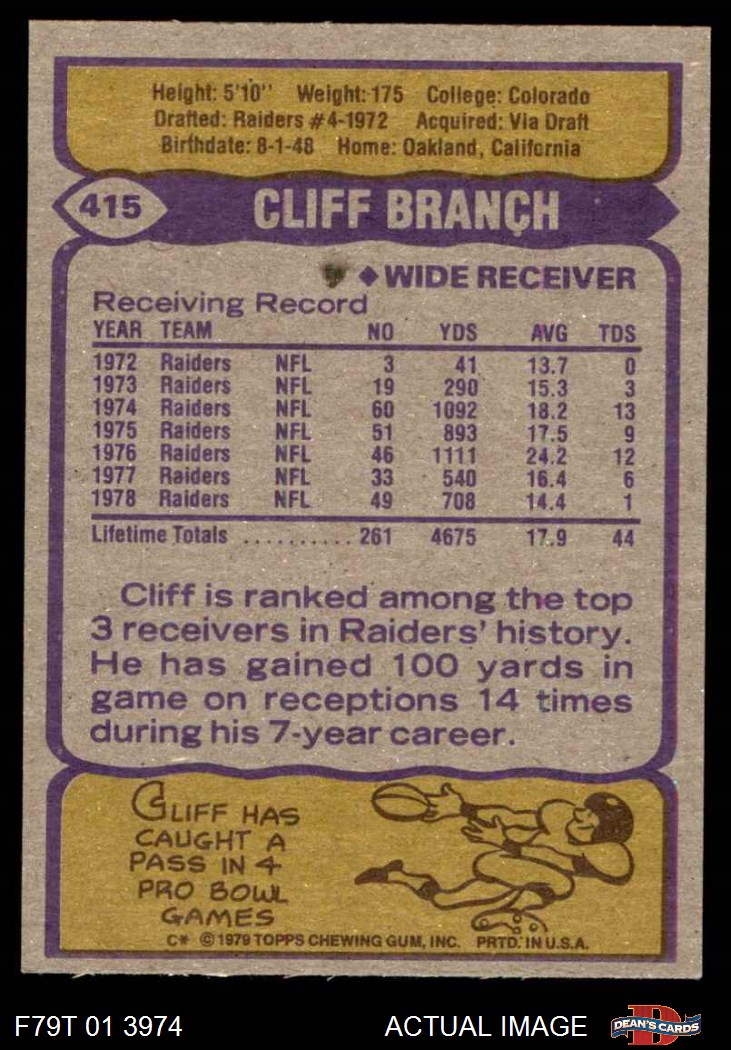 Height: 5'10" Weight: 175 College: Colorado
Drafted: Raiders #4-1972 Acquired: Via Draft
Birthdate: 8-1-48 Home: Oakland, California
415 CLIFF BRANCH
◆ WIDE RECEIVER
Receiving Record
YEAR TEAM NO YDS AVG TDS
1972 Raiders NFL 3 41 13.7 0
1973 Raiders NFL 19 290 15.3 3
1974 Raiders NFL 60 1092 18.2 13
1975 Raiders NFL 51 893 17.5 9
1976 Raiders NFL 46 1111 24.2 12
1977 Raiders NFL 33 540 16.4 6
1978 Raiders NFL 49 708 14.4 1
Lifetime Totals .......... 261 4675 17.9 44
Cliff is ranked among the top
3 receivers in Raiders' history.
He has gained 100 yards in
game on receptions 14 times
during his 7-year career.
CLIFF HAS
CAUGHT A
PASS IN 4
PRO BOWL
GAMES
C* © 1979 TOPPS CHEWING GUM, INC. PRTD. IN U.S.A.
F79T 01 3974 ACTUAL IMAGE DEAN'S CARDS